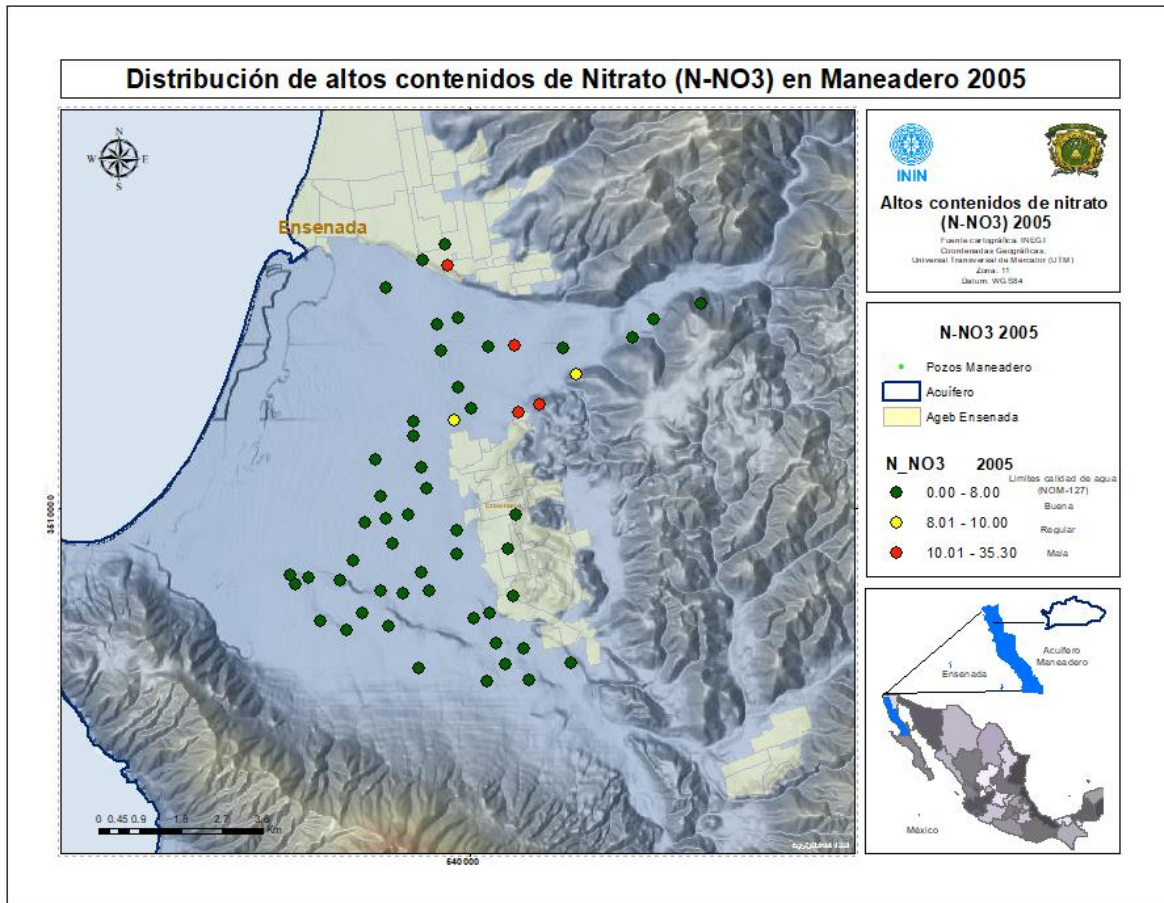 Distribución de altos contenidos de Nitrato (N-NO3) en Maneadero 2005
N
W
E
S
Ensenada
Ensenada
3510000
540000
0 0.45 0.9 1.8 2.7 3.6
Km
ININ
Altos contenidos de nitrato
(N-NO3) 2005
Fuente cartográfica: INEGI
Coordenadas Geográficas.
Universal Transversal de Mercator (UTM)
Zona: 11
Datum: WGS84
N-NO3 2005
Pozos Maneadero
Acuífero
Ageb Ensenada
N_NO3 2005
Limites calidad de agua
(NOM-127)
0.00 - 8.00 Buena
8.01 - 10.00 Regular
10.01 - 35.30 Mala
Acuífero
Maneadero
Ensenada
México